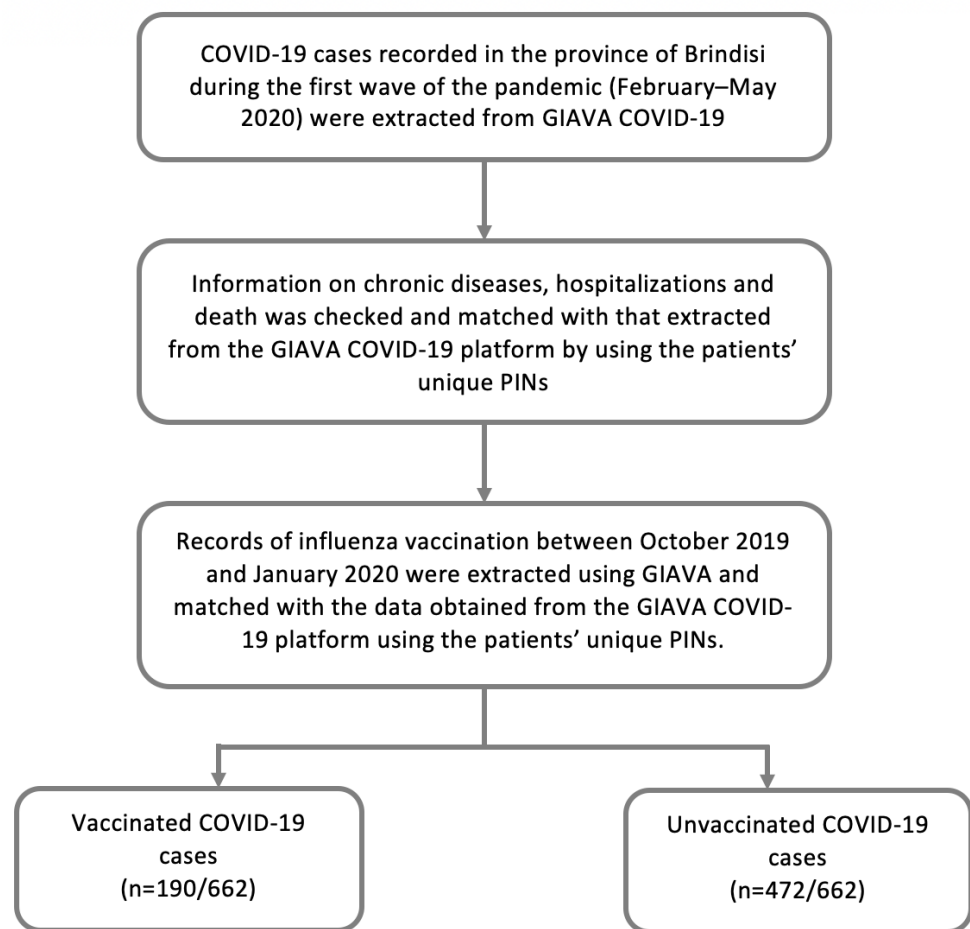 COVID-19 cases recorded in the province of Brindisi
during the first wave of the pandemic (February–May
2020) were extracted from GIAVA COVID-19
Information on chronic diseases, hospitalizations and
death was checked and matched with that extracted
from the GIAVA COVID-19 platform by using the patients’
unique PINs
Records of influenza vaccination between October 2019
and January 2020 were extracted using GIAVA and
matched with the data obtained from the GIAVA COVID-
19 platform using the patients’ unique PINs.
Vaccinated COVID-19
cases
(n=190/662)
Unvaccinated COVID-19
cases
(n=472/662)